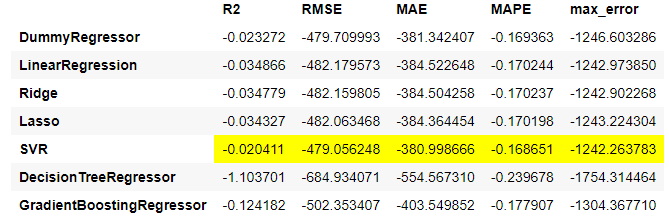 R2 RMSE MAE MAPE max_error
DummyRegressor -0.023272 -479.709993 -381.342407 -0.169363 -1246.603286
LinearRegression -0.034866 -482.179573 -384.522648 -0.170244 -1242.973850
Ridge -0.034779 -482.159805 -384.504258 -0.170237 -1242.902268
Lasso -0.034327 -482.063468 -384.364454 -0.170198 -1243.224304
SVR -0.020411 -479.056248 -380.998666 -0.168651 -1242.263783
DecisionTreeRegressor -1.103701 -684.934071 -554.567310 -0.239678 -1754.314464
GradientBoostingRegressor -0.124182 -502.353407 -403.549852 -0.177907 -1304.367710